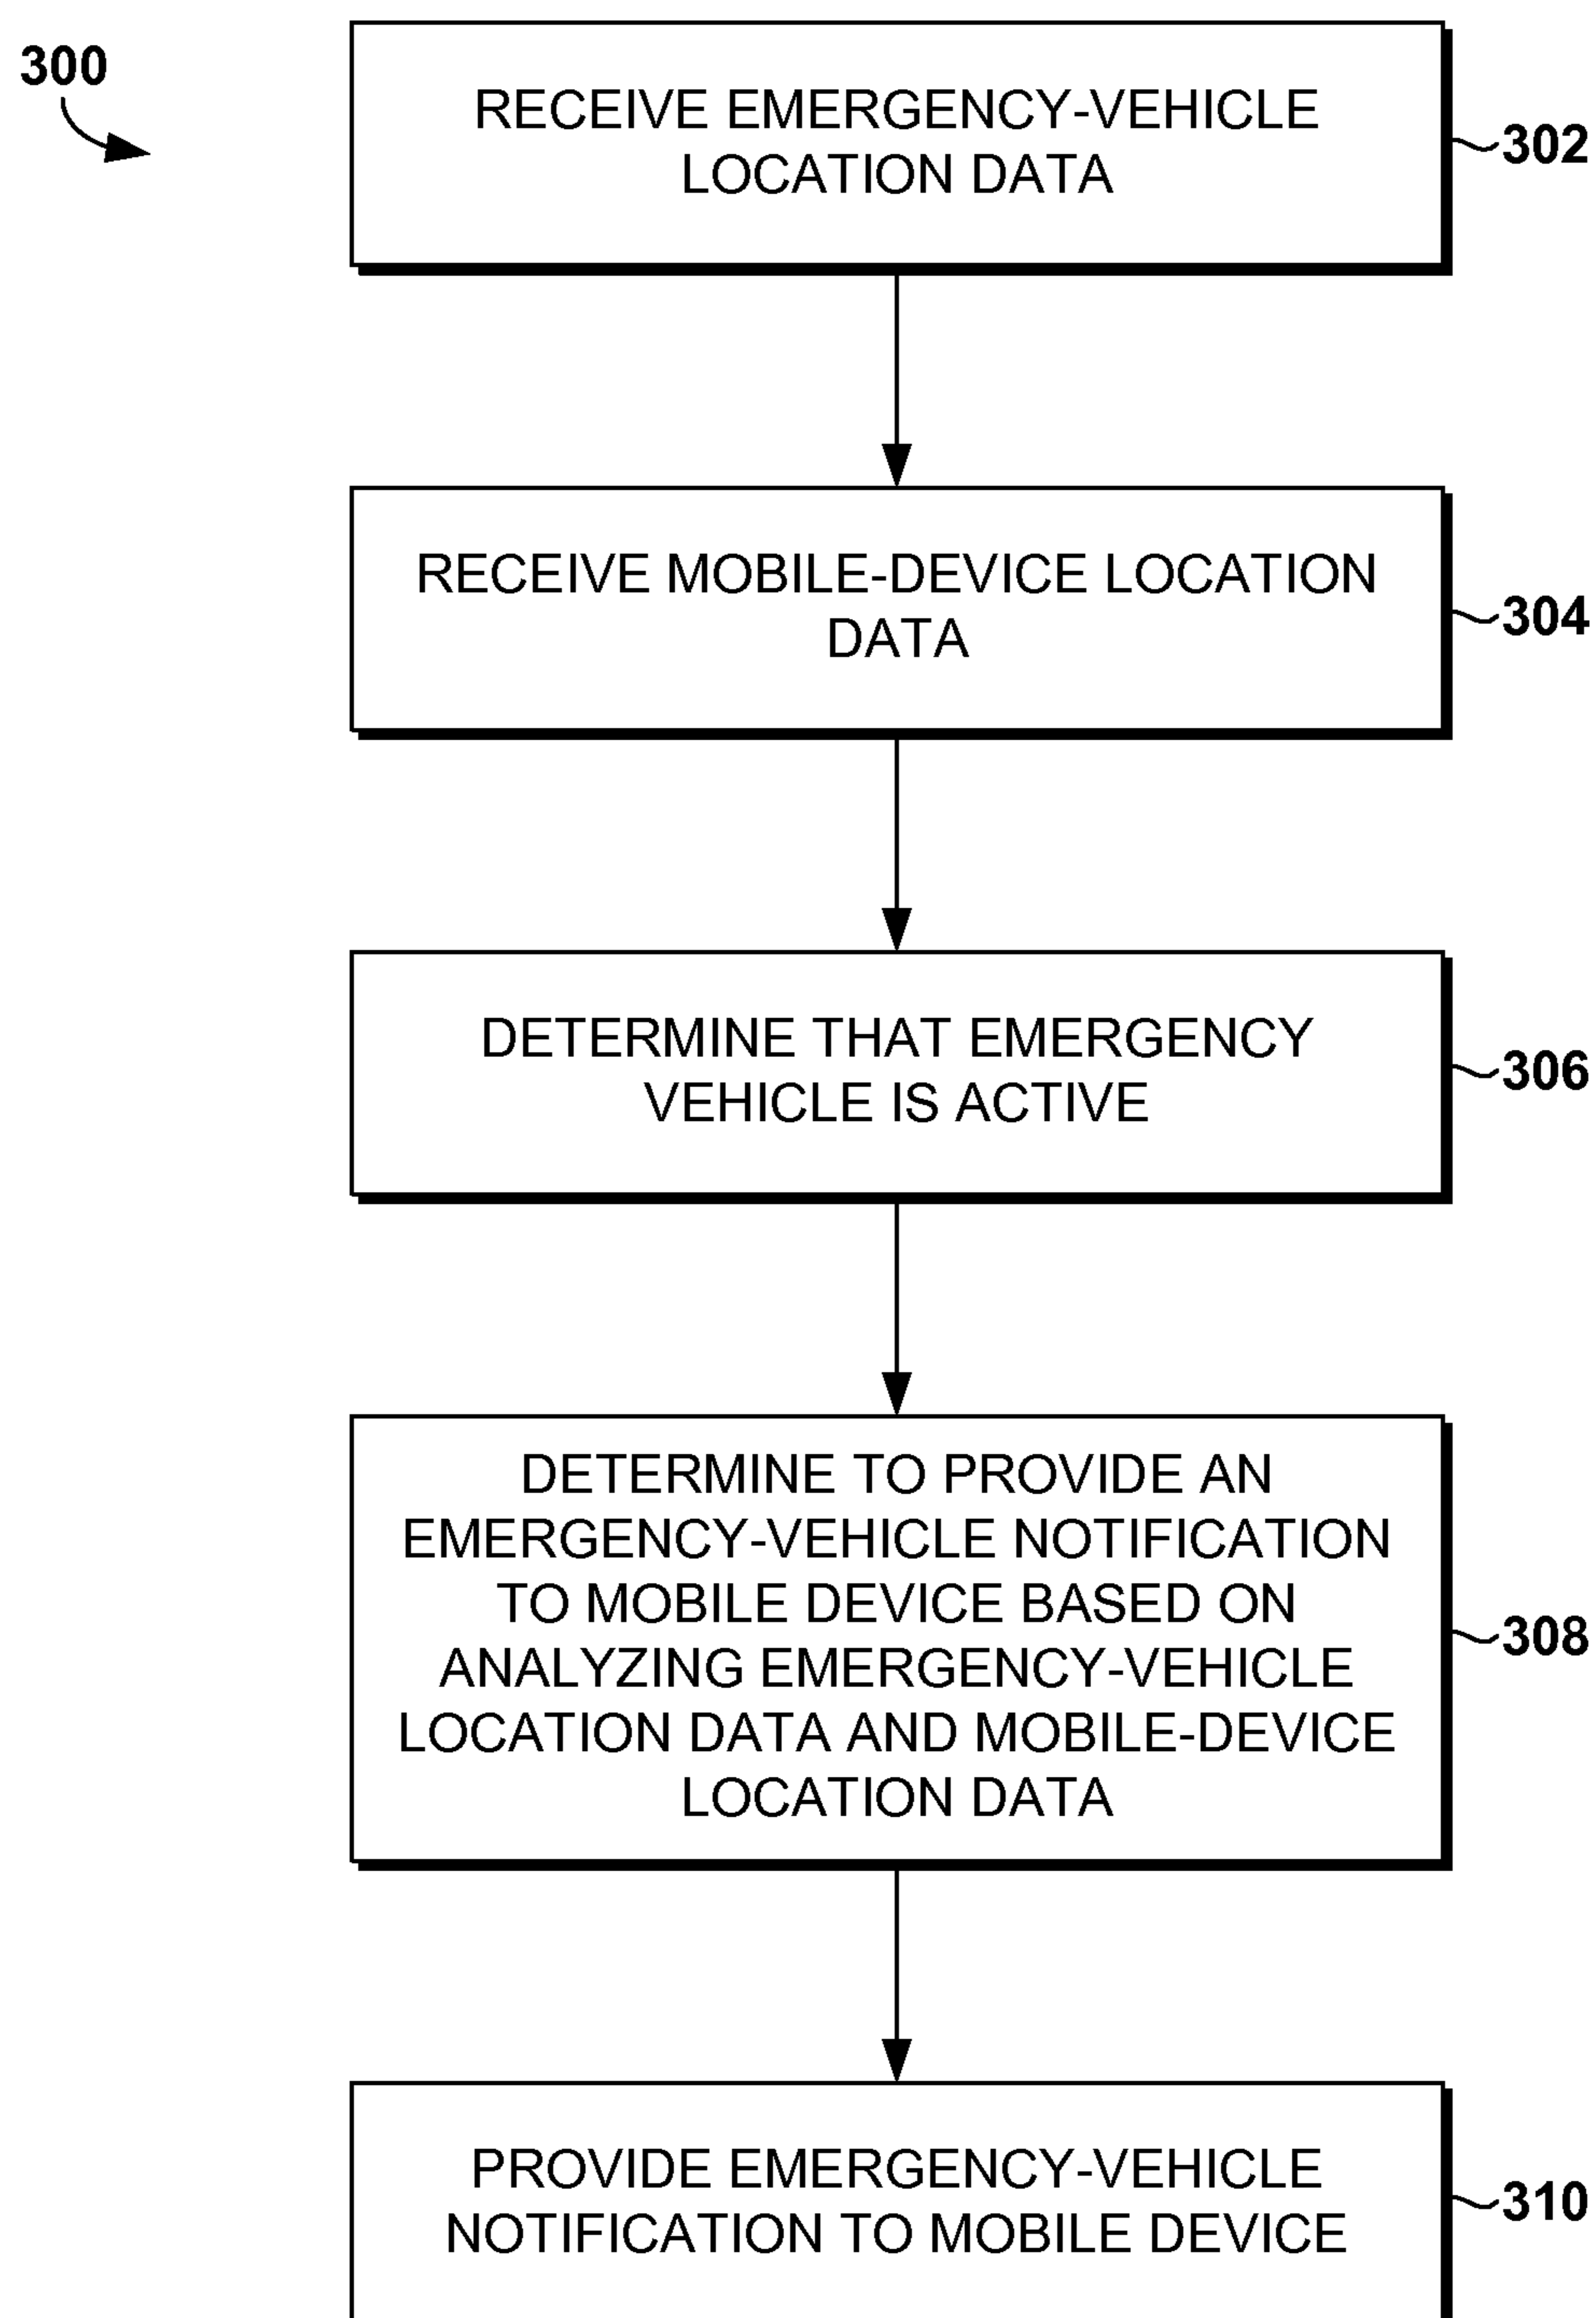 300
RECEIVE EMERGENCY-VEHICLE
LOCATION DATA
302
RECEIVE MOBILE-DEVICE LOCATION
DATA
304
DETERMINE THAT EMERGENCY
VEHICLE IS ACTIVE
306
DETERMINE TO PROVIDE AN
EMERGENCY-VEHICLE NOTIFICATION
TO MOBILE DEVICE BASED ON
ANALYZING EMERGENCY-VEHICLE
LOCATION DATA AND MOBILE-DEVICE
LOCATION DATA
308
PROVIDE EMERGENCY-VEHICLE
NOTIFICATION TO MOBILE DEVICE
310